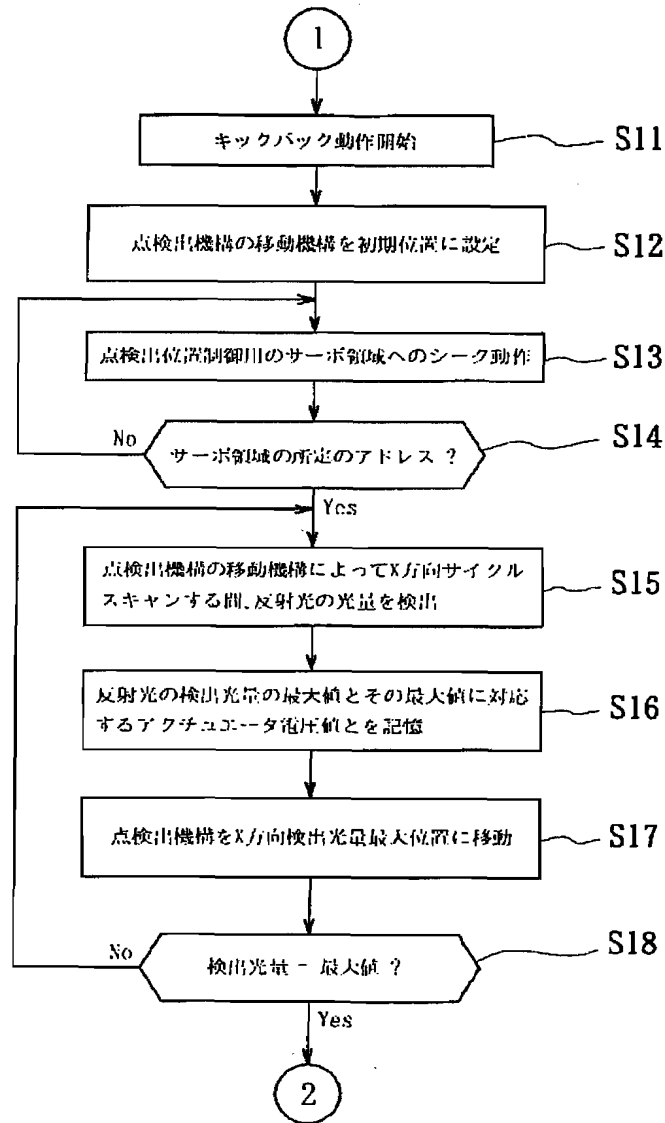 1
キックバック動作開始
S11
点検出機構の移動機構を初期位置に設定
S12
点検出位置制御用のサーボ領域へのシーク動作
S13
サーボ領域の所定のアドレス ?
S14
No
Yes
点検出機構の移動機構によってX方向サイクル
スキャンする間、反射光の光量を検出
S15
反射光の検出光量の最大値とその最大値に対応
するアクチュエータ電圧値とを記憶
S16
点検出機構をX方向検出光量最大位置に移動
S17
検出光量 = 最大値 ?
S18
No
Yes
2